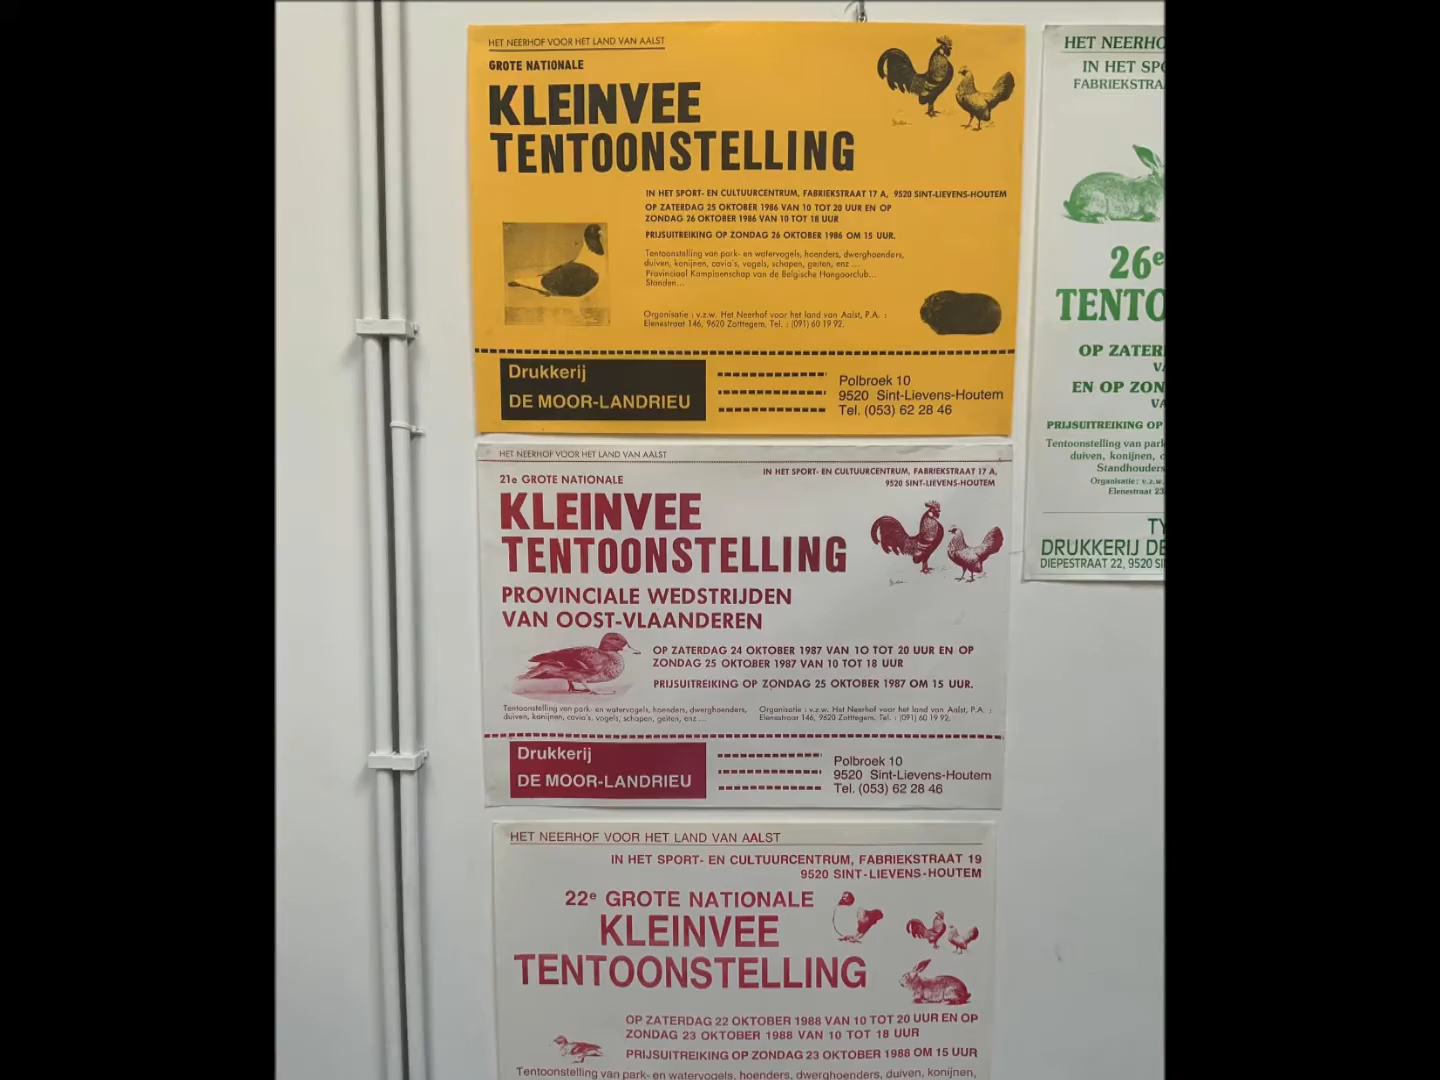 HET NEERHOF VOOR HET LAND VAN AALST
GROTE NATIONALE
KLEINVEE
TENTOONSTELLING
IN HET SPORT- EN CULTUURCENTRUM, FABRIEKSTRAAT 17 A, 9520 SINT-LIEVENS-HOUTEM
OP ZATERDAG 25 OKTOBER 1986 VAN 10 TOT 20 UUR EN OP
ZONDAG 26 OKTOBER 1986 VAN 10 TOT 18 UUR
PRIJSUITREIKING OP ZONDAG 26 OKTOBER 1986 OM 15 UUR.
Tentoonstelling van park- en watervogels, hoenders, dwerghoenders,
duiven, konijnen, cavia's, vogels, schapen, geiten, enz ...
Provinciaal Kampioenschap van de Belgische Hangoorclub...
Standen...
Organisatie : v.z.w. Het Neerhof voor het land van Aalst, P.A. :
Elenestraat 146, 9620 Zottegem. Tel. : (091) 60 19 92.
Drukkerij
DE MOOR-LANDRIEU
Polbroek 10
9520 Sint-Lievens-Houtem
Tel. (053) 62 28 46
HET NEERHOF VOOR HET LAND VAN AALST
IN HET SPORT- EN CULTUURCENTRUM, FABRIEKSTRAAT 17 A,
9520 SINT-LIEVENS-HOUTEM
21e GROTE NATIONALE
KLEINVEE
TENTOONSTELLING
PROVINCIALE WEDSTRIJDEN
VAN OOST-VLAANDEREN
OP ZATERDAG 24 OKTOBER 1987 VAN 10 TOT 20 UUR EN OP
ZONDAG 25 OKTOBER 1987 VAN 10 TOT 18 UUR
PRIJSUITREIKING OP ZONDAG 25 OKTOBER 1987 OM 15 UUR.
Tentoonstelling van park- en watervogels, hoenders, dwerghoenders,
duiven, konijnen, cavia's, vogels, schapen, geiten, enz ...
Organisatie : v.z.w. Het Neerhof voor het land van Aalst, P.A. :
Elenestraat 146, 9620 Zottegem. Tel. : (091) 60 19 92.
Drukkerij
DE MOOR-LANDRIEU
Polbroek 10
9520 Sint-Lievens-Houtem
Tel. (053) 62 28 46
HET NEERHOF VOOR HET LAND VAN AALST
IN HET SPORT- EN CULTUURCENTRUM, FABRIEKSTRAAT 19
9520 SINT-LIEVENS-HOUTEM
22e GROTE NATIONALE
KLEINVEE
TENTOONSTELLING
OP ZATERDAG 22 OKTOBER 1988 VAN 10 TOT 20 UUR EN OP
ZONDAG 23 OKTOBER 1988 VAN 10 TOT 18 UUR
PRIJSUITREIKING OP ZONDAG 23 OKTOBER 1988 OM 15 UUR
Tentoonstelling van park- en watervogels, hoenders, dwerghoenders, duiven, konijnen,
HET NEERHO
IN HET SPO
FABRIEKSTRA
26e
TENTO
OP ZATER
VA
EN OP ZON
VA
PRIJSUITREIKING OP
Tentoonstelling van park
duiven, konijnen, c
Standhouders
Organisatie: v.z.w.
Elenestraat 23
TY
DRUKKERIJ DE
DIEPESTRAAT 22, 9520 SI